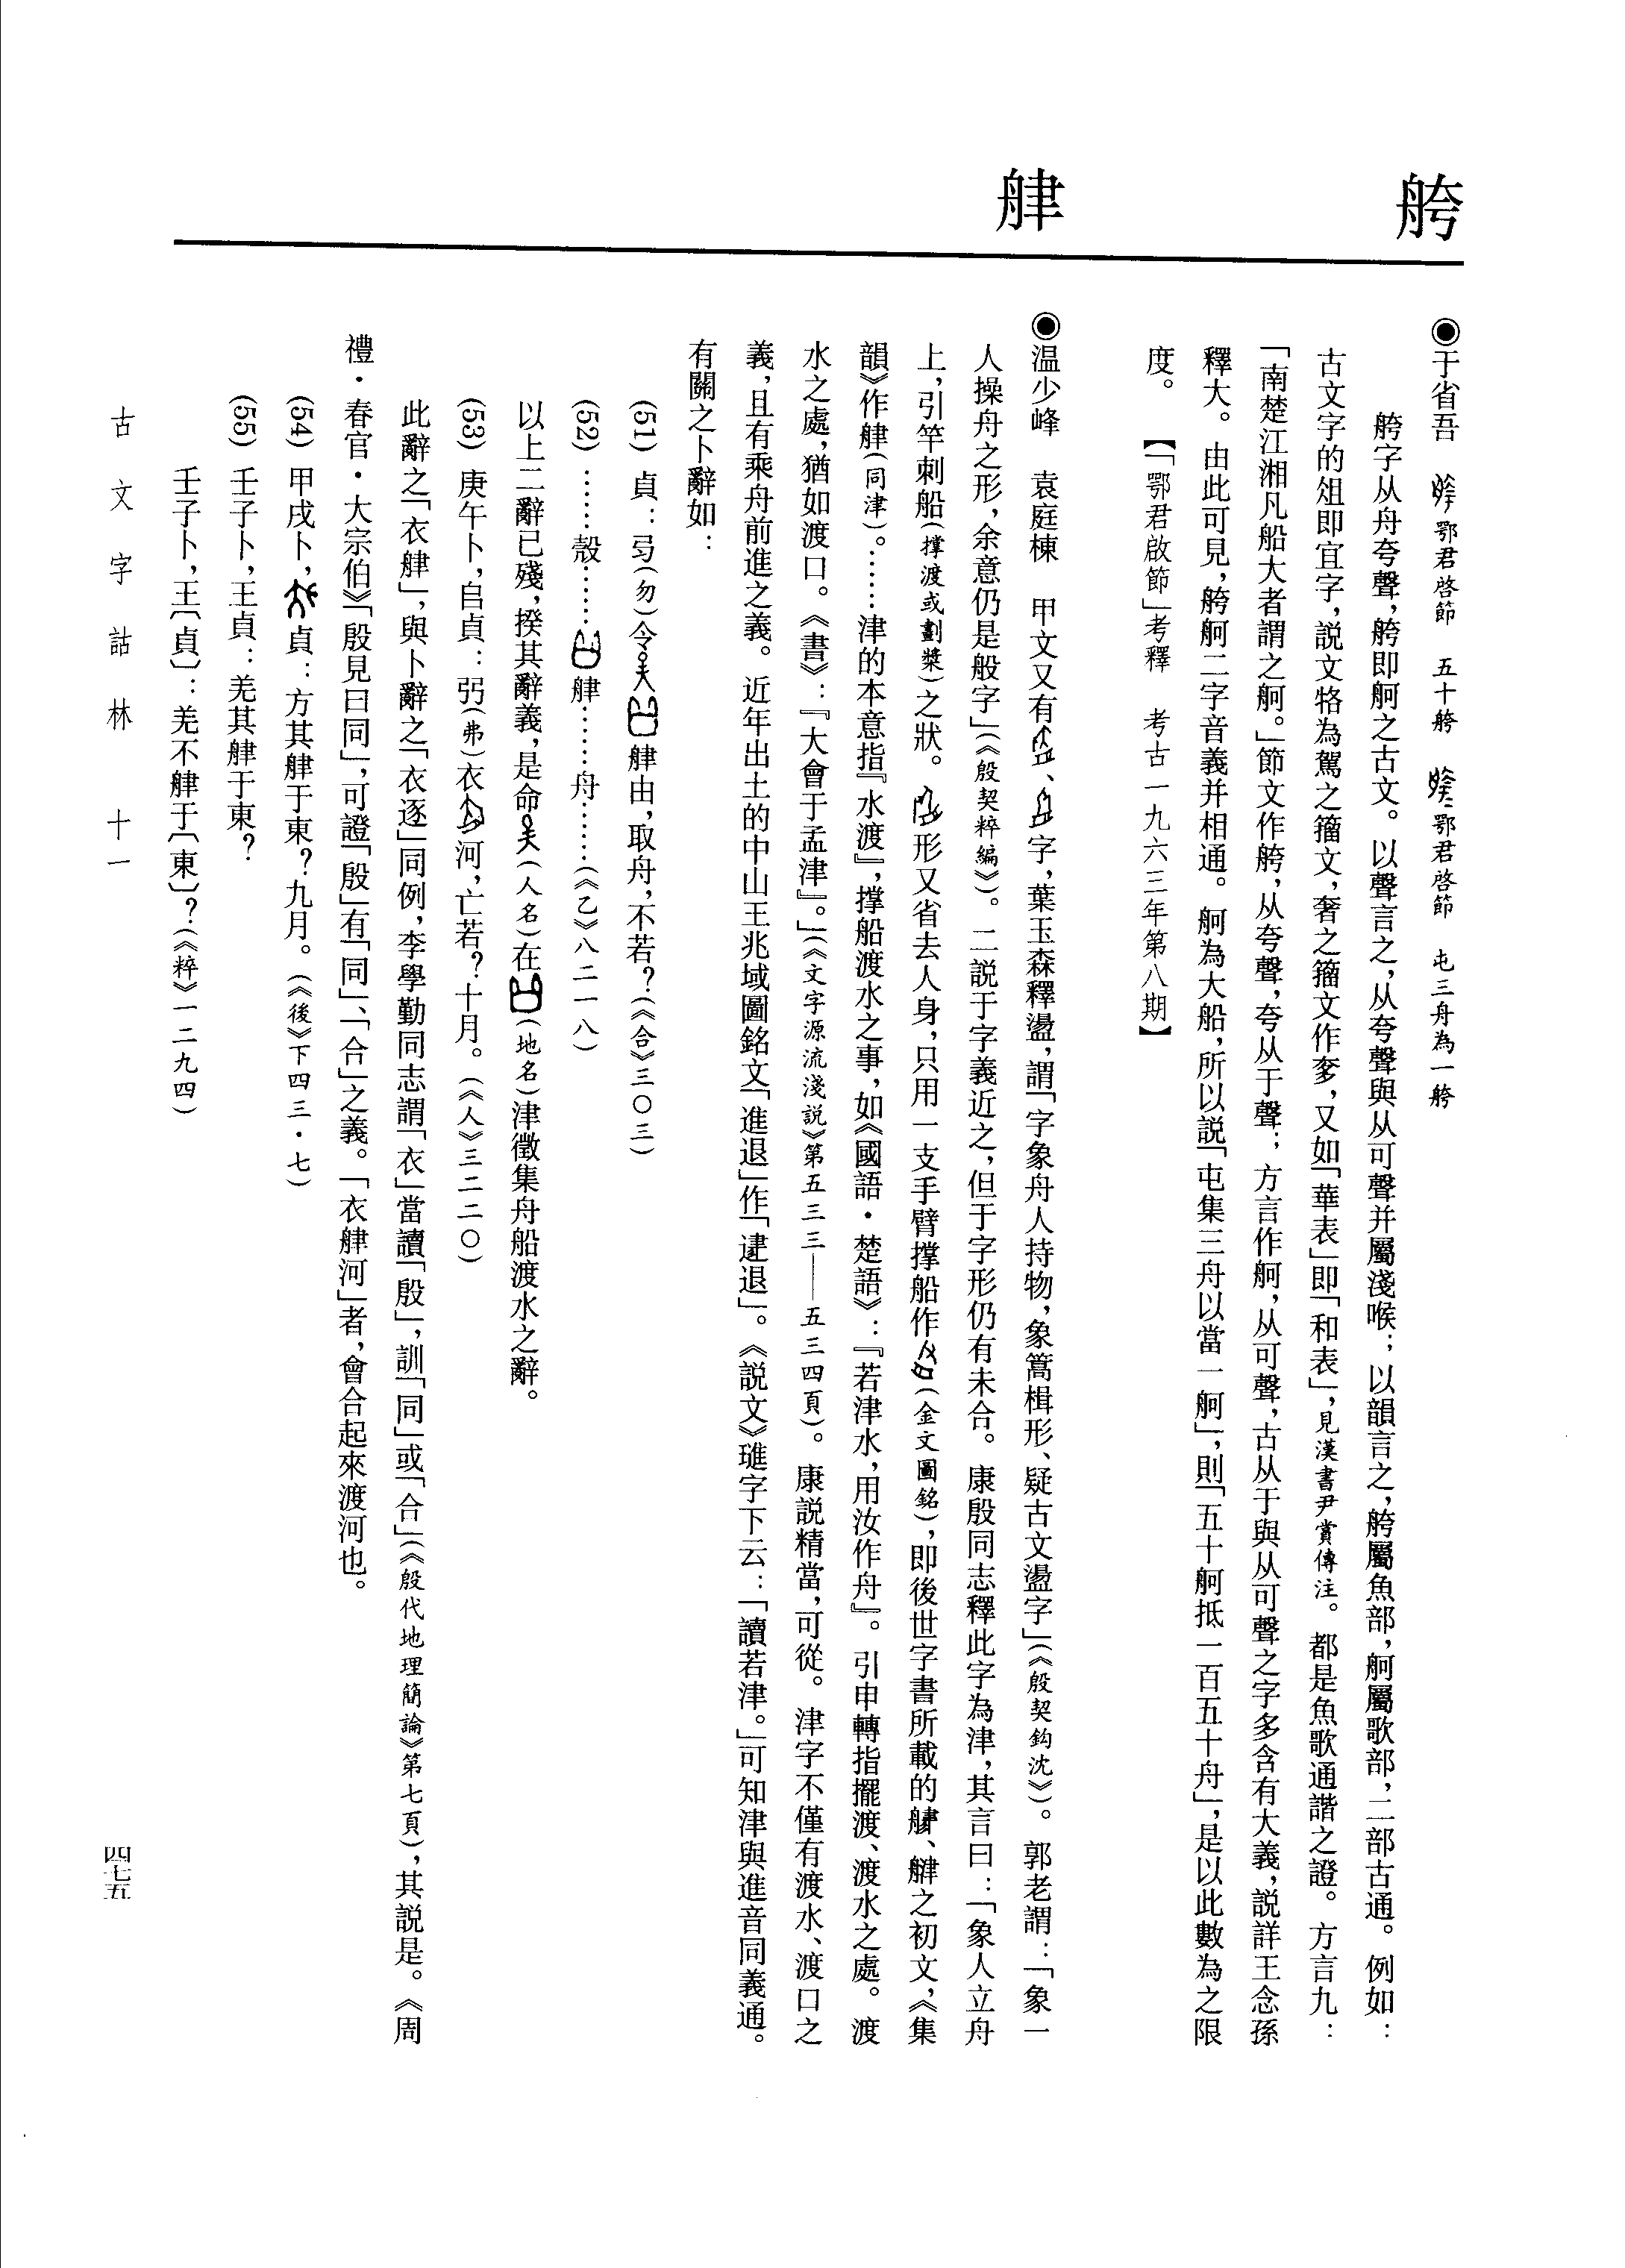 舿
◉于省吾 鄂君啓節 五十舿 鄂君啓節 屯三舟為一舿
舿字从舟夸聲，舿即舸之古文。以聲言之，从夸聲與从可聲并屬淺喉；以韻言之，舿屬魚部，舸屬歌部，二部古通。例如：
古文字的俎即宜字，説文㹢為駕之籀文，奢之籀文作奓，又如「華表」即「和表」，見漢書尹賞傳注。都是魚歌通諧之證。方言九：
「南楚江湘凡船大者謂之舸。」節文作舿，从夸聲，夸从于聲；方言作舸，从可聲，古从于與从可聲之字多含有大義，説詳王念孫
釋大。由此可見，舿舸二字音義并相通。舸為大船，所以説「屯集三舟以當一舸」，則「五十舸抵一百五十舟」，是以此數為之限
度。 【「鄂君啟節」考釋 考古一九六三年第八期】
𦨈
◉温少峰 袁庭棟 甲文又有、字，葉玉森釋盪，謂「字象舟人持物，象篙楫形、疑古文盪字」（《殷契鈎沈》）。郭老謂：「象一
人操舟之形，余意仍是般字」（《殷契粹編》）。二説于字義近之，但于字形仍有未合。康殷同志釋此字為津，其言曰：「象人立舟
上，引竿刺船（撑渡或劃槳）之狀。形又省去人身，只用一支手臂撑船作（金文圖銘），即後世字書所載的、之初文，《集
韻》作𦨈（同津）。……津的本意指『水渡』，撑船渡水之事，如《國語·楚語》：『若津水，用汝作舟』。引申轉指擺渡、渡水之處。渡
水之處，猶如渡口。《書》：『大會于孟津』。」（《文字源流淺説》第五三三——五三四頁）。康説精當，可從。津字不僅有渡水、渡口之
義，且有乘舟前進之義。近年出土的中山王兆域圖銘文「進退」作「退」。《説文》璡字下云：「讀若津。」可知津與進音同義通。
有關之卜辭如：
(51) 貞：弜（勿）令𦨈由，取舟，不若？（《合》三〇三）
(52) ……㱿……𦨈……舟……（《乙》八二一八）
以上二辭已殘，揆其辭義，是命（人名）在（地名）津徵集舟船渡水之辭。
(53) 庚午卜，𠂤貞：弜（弗）衣河，亡若？十月。（《人》三二二〇）
此辭之「衣𦨈」，與卜辭之「衣逐」同例，李學勤同志謂「衣」當讀「殷」，訓「同」或「合」（《殷代地理簡論》第七頁），其説是。《周
禮·春官·大宗伯》「殷見曰同」，可證「殷」有「同」、「合」之義。「衣𦨈河」者，會合起來渡河也。
(54) 甲戌卜，貞：方其𦨈于東？九月。（《後》下四三·七）
(55) 壬子卜，王貞：羌其𦨈于東？
壬子卜，王〔貞〕：羌不𦨈于〔東〕？（《粹》一二九四）
古文字詁林 十一
四七五